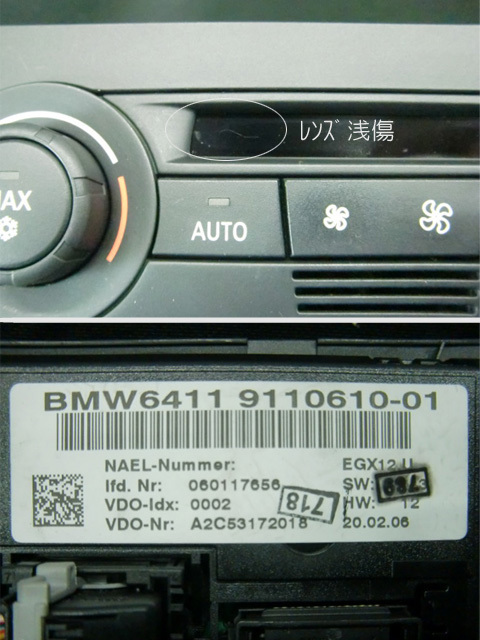 ﾚﾝｽﾞ浅傷
MAX
AUTO
BMW6411 9110610-01
NAEL-Nummer: EGX12 U
lfd. Nr: 060117656 SW:
VDO-Idx: 0002 718 789 HW: 12
VDO-Nr: A2C53172018 20.02.06